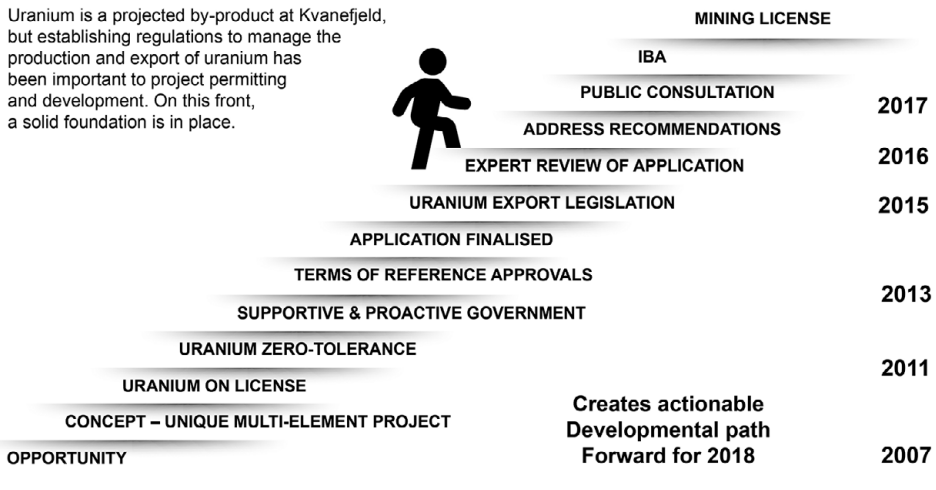 Uranium is a projected by-product at Kvanefjeld,
but establishing regulations to manage the
production and export of uranium has
been important to project permitting
and development. On this front,
a solid foundation is in place.
MINING LICENSE
IBA
PUBLIC CONSULTATION
2017
ADDRESS RECOMMENDATIONS
2016
EXPERT REVIEW OF APPLICATION
URANIUM EXPORT LEGISLATION
2015
APPLICATION FINALISED
TERMS OF REFERENCE APPROVALS
2013
SUPPORTIVE & PROACTIVE GOVERNMENT
URANIUM ZERO-TOLERANCE
2011
URANIUM ON LICENSE
CONCEPT – UNIQUE MULTI-ELEMENT PROJECT
OPPORTUNITY
Creates actionable
Developmental path
Forward for 2018
2007